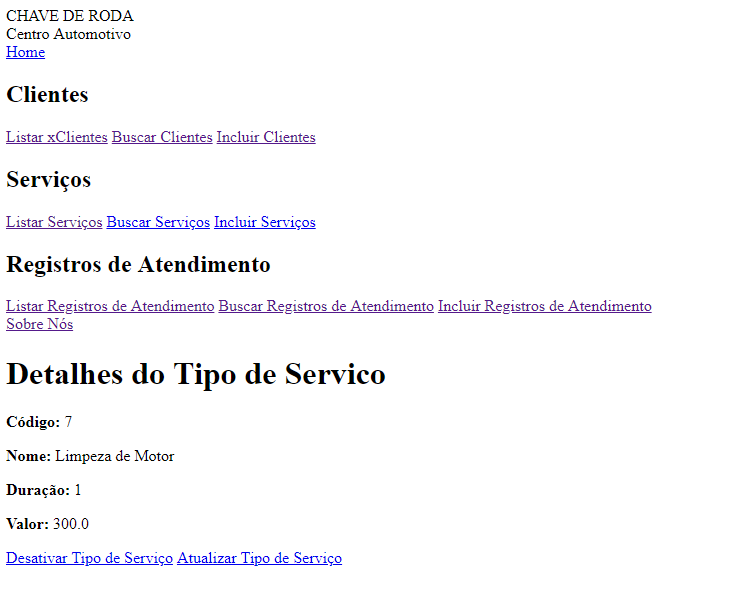 CHAVE DE RODA
Centro Automotivo
Home
Clientes
Listar xClientes Buscar Clientes Incluir Clientes
Serviços
Listar Serviços Buscar Serviços Incluir Serviços
Registros de Atendimento
Listar Registros de Atendimento Buscar Registros de Atendimento Incluir Registros de Atendimento
Sobre Nós
Detalhes do Tipo de Servico
Código: 7
Nome: Limpeza de Motor
Duração: 1
Valor: 300.0
Desativar Tipo de Serviço Atualizar Tipo de Serviço